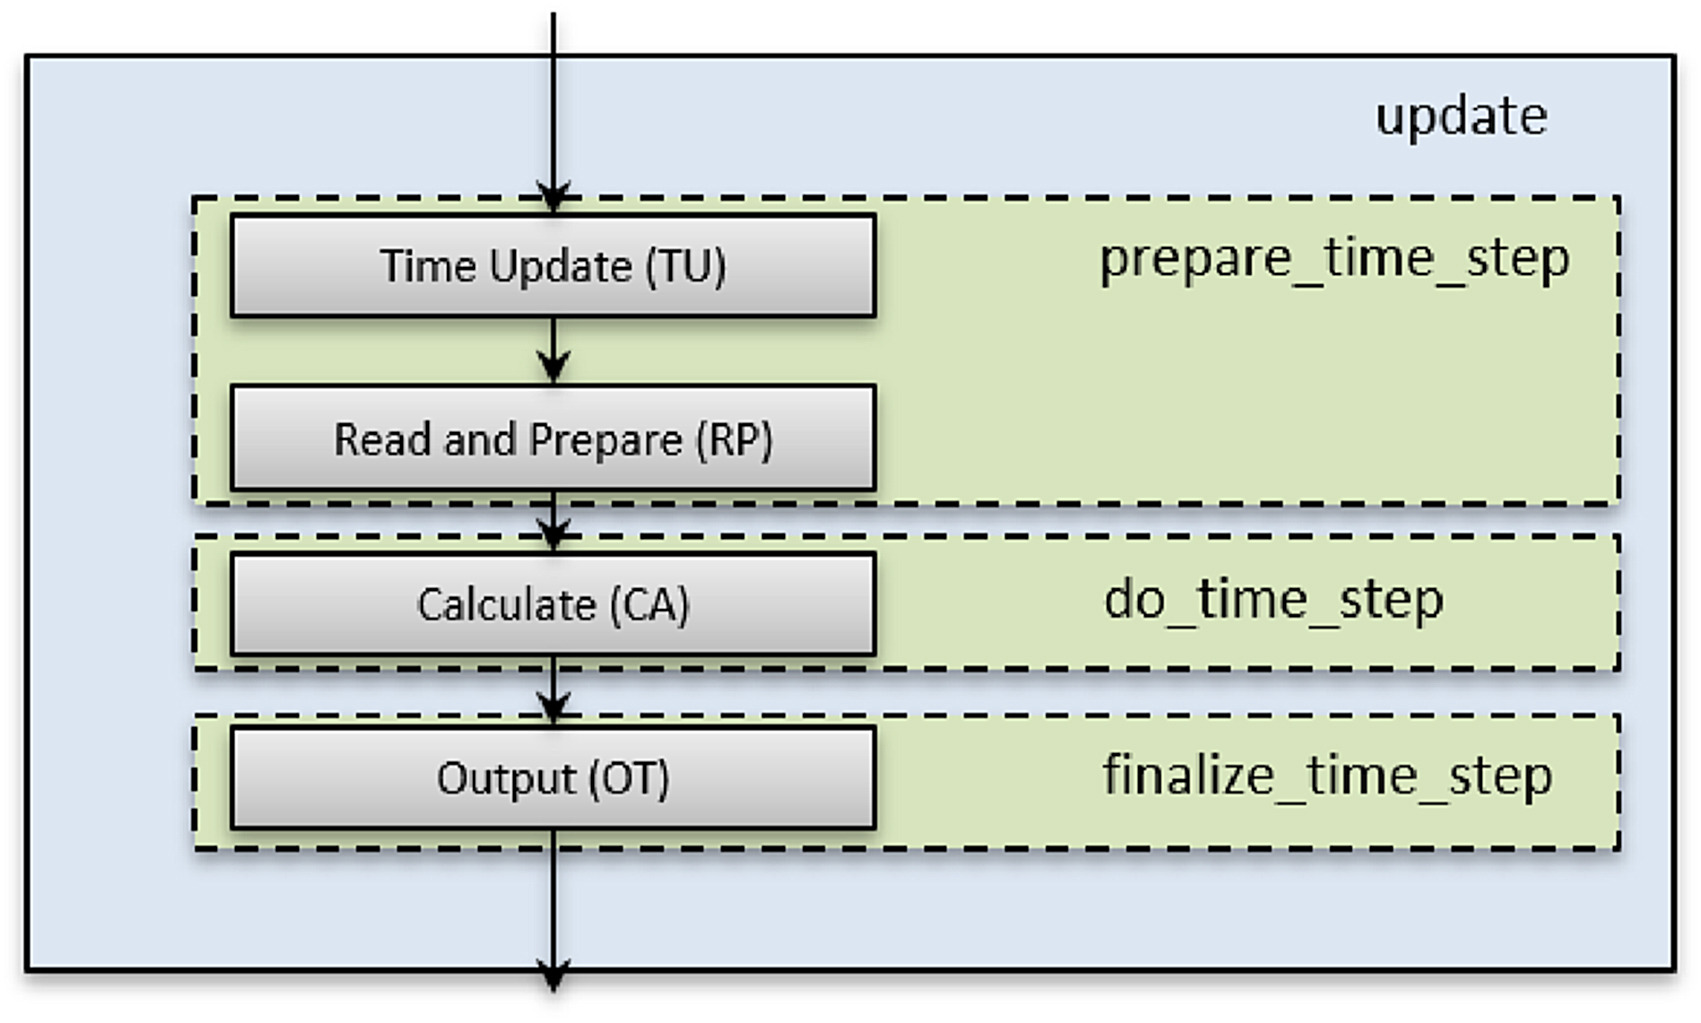 update
Time Update (TU)
prepare_time_step
Read and Prepare (RP)
Calculate (CA)
do_time_step
Output (OT)
finalize_time_step